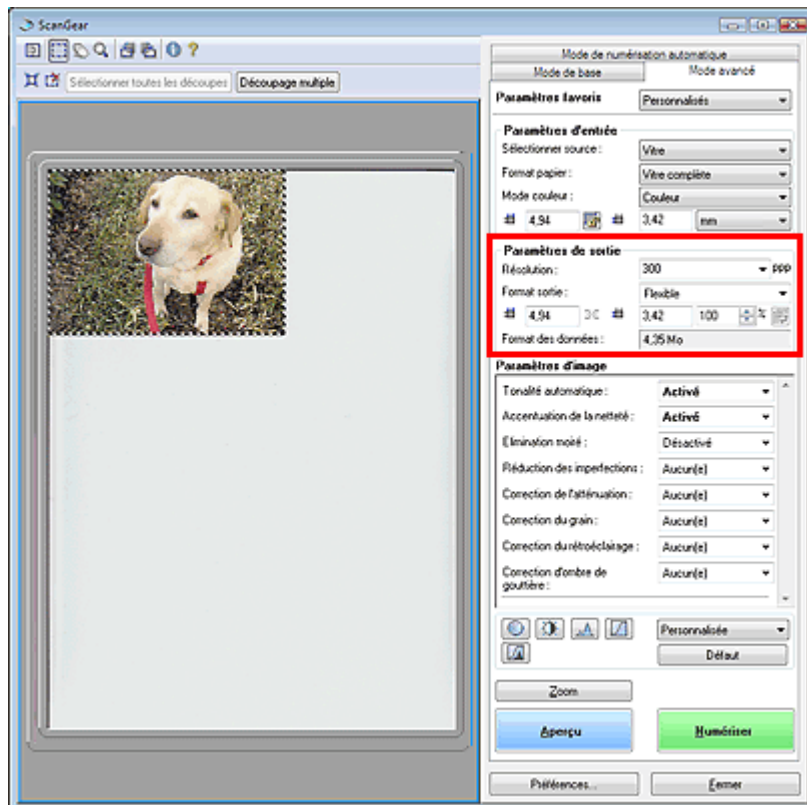 ScanGear
Sélectionner toutes les découpes Découpage multiple
Mode de numérisation automatique
Mode de base Mode avancé
Paramètres favoris Personnalisés
Paramètres d'entrée
Sélectionner source : Vitre
Format papier : Vitre complète
Mode couleur : Couleur
4,94 3,42 mm
Paramètres de sortie
Résolution : 300 ppp
Format sortie : Flexible
4,94 3,42 100 %
Format des données : 4,35 Mo
Paramètres d'image
Tonalité automatique : Activé
Accentuation de la netteté : Activé
Elimination moiré : Désactivé
Réduction des imperfections : Aucun(e)
Correction de l'atténuation : Aucun(e)
Correction du grain : Aucun(e)
Correction du rétroéclairage : Aucun(e)
Correction d'ombre de Aucun(e)
gouttière :
Personnalisée
Défaut
Zoom
Aperçu Numériser
Préférences... Fermer